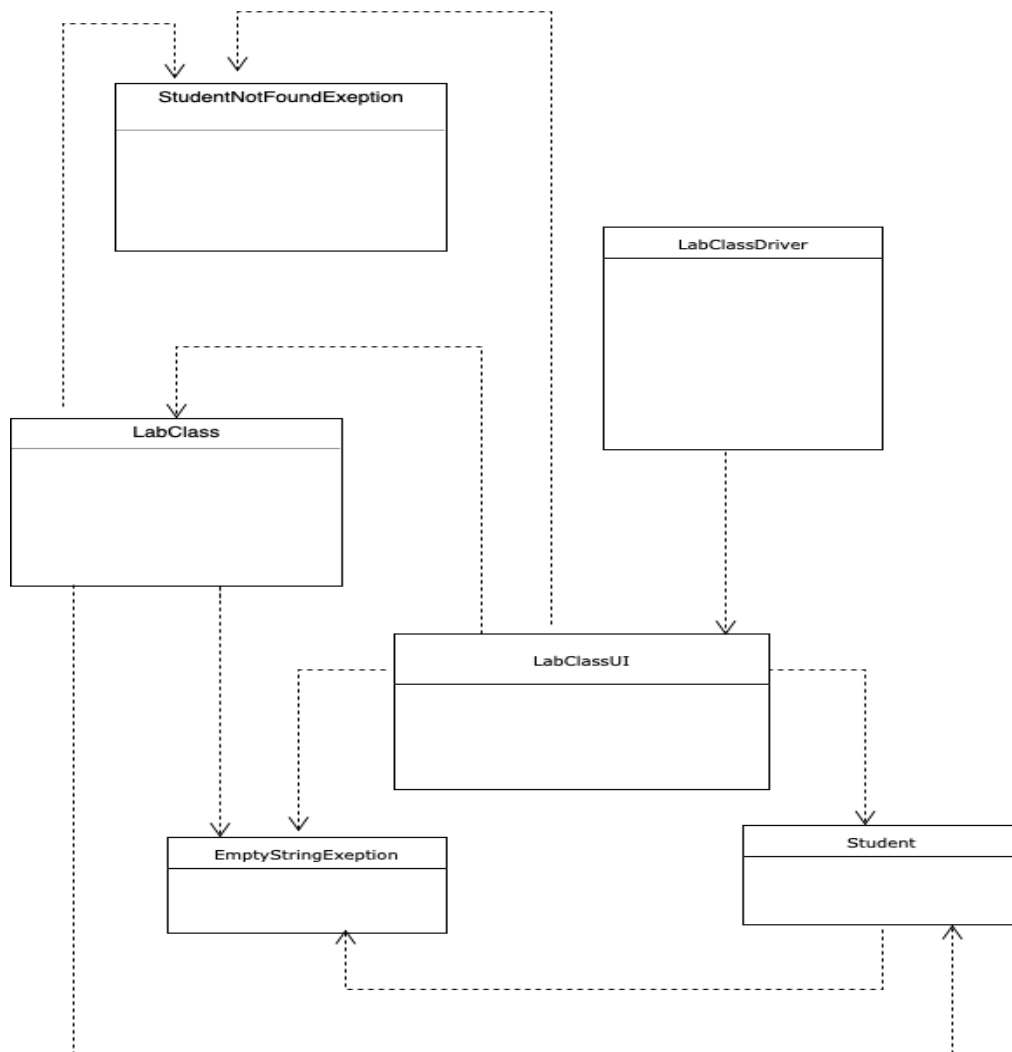 StudentNotFoundExeption
LabClassDriver
LabClass
LabClassUI
EmptyStringExeption
Student